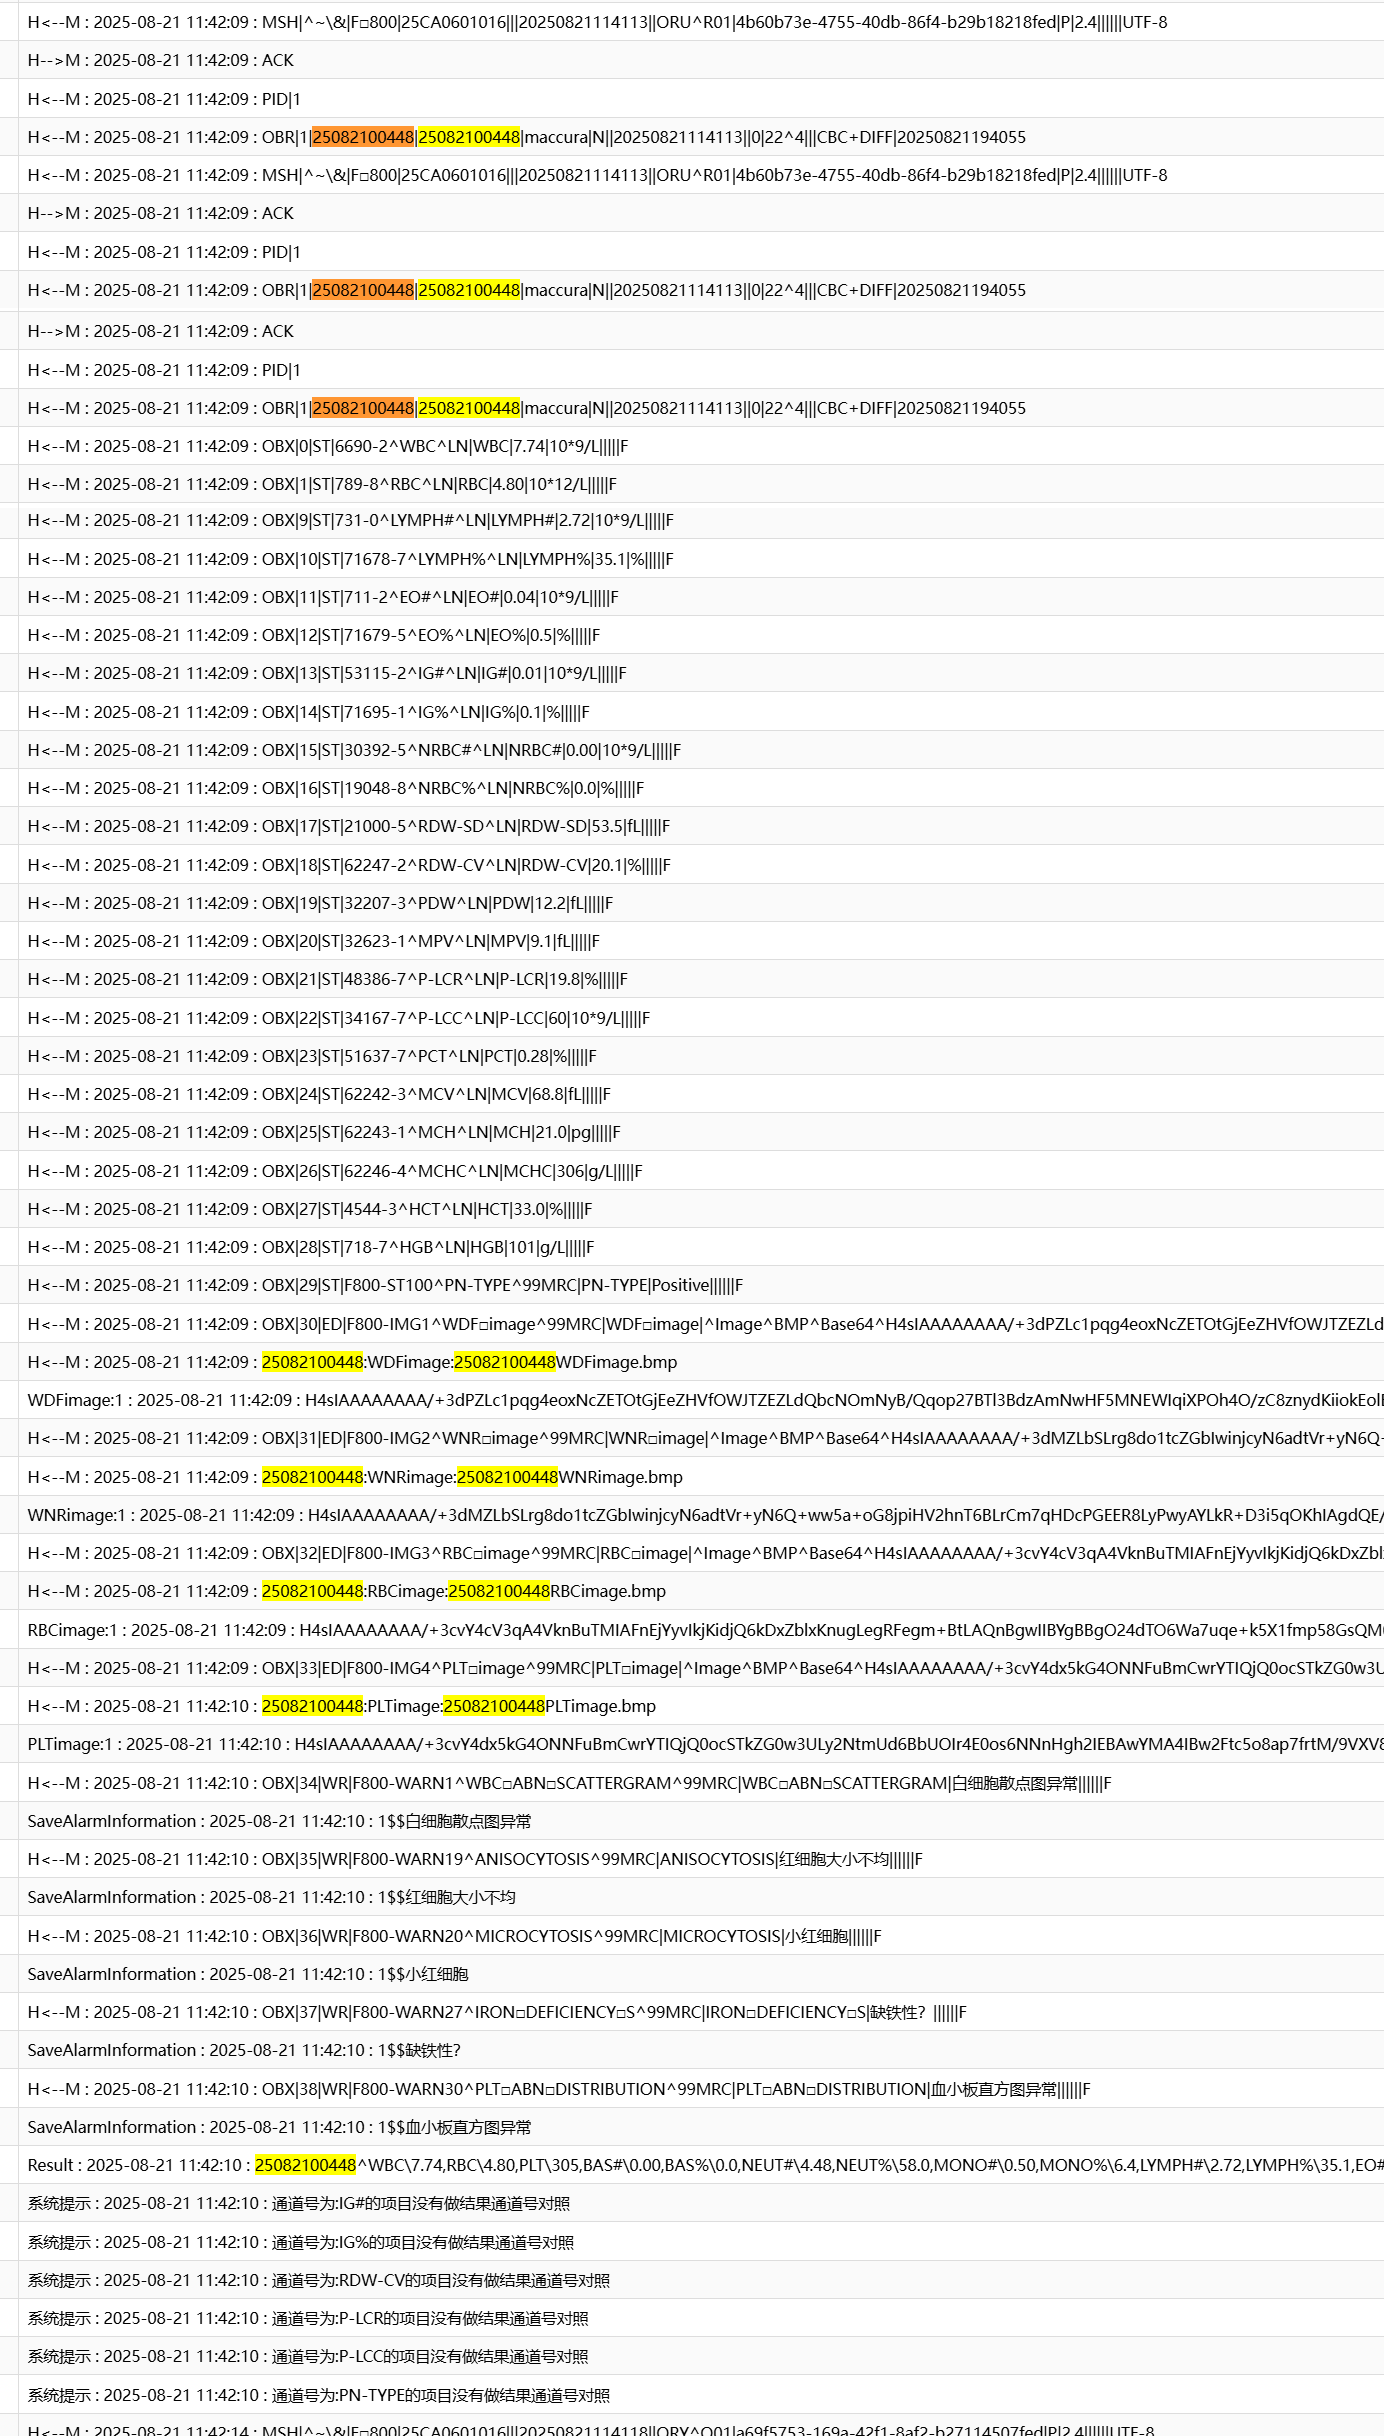 H<--M : 2025-08-21 11:42:09 : MSH|^~\&|F□800|25CA0601016|||20250821114113||ORU^R01|4b60b73e-4755-40db-86f4-b29b18218fed|P|2.4||||||UTF-8
H-->M : 2025-08-21 11:42:09 : ACK
H<--M : 2025-08-21 11:42:09 : PID|1
H<--M : 2025-08-21 11:42:09 : OBR|1|25082100448|25082100448|maccura|N||20250821114113||0|22^4|||CBC+DIFF|20250821194055
H<--M : 2025-08-21 11:42:09 : MSH|^~\&|F□800|25CA0601016|||20250821114113||ORU^R01|4b60b73e-4755-40db-86f4-b29b18218fed|P|2.4||||||UTF-8
H-->M : 2025-08-21 11:42:09 : ACK
H<--M : 2025-08-21 11:42:09 : PID|1
H<--M : 2025-08-21 11:42:09 : OBR|1|25082100448|25082100448|maccura|N||20250821114113||0|22^4|||CBC+DIFF|20250821194055
H-->M : 2025-08-21 11:42:09 : ACK
H<--M : 2025-08-21 11:42:09 : PID|1
H<--M : 2025-08-21 11:42:09 : OBR|1|25082100448|25082100448|maccura|N||20250821114113||0|22^4|||CBC+DIFF|20250821194055
H<--M : 2025-08-21 11:42:09 : OBX|0|ST|6690-2^WBC^LN|WBC|7.74|10*9/L|||||F
H<--M : 2025-08-21 11:42:09 : OBX|1|ST|789-8^RBC^LN|RBC|4.80|10*12/L|||||F
H<--M : 2025-08-21 11:42:09 : OBX|9|ST|731-0^LYMPH#^LN|LYMPH#|2.72|10*9/L|||||F
H<--M : 2025-08-21 11:42:09 : OBX|10|ST|71678-7^LYMPH%^LN|LYMPH%|35.1|%|||||F
H<--M : 2025-08-21 11:42:09 : OBX|11|ST|711-2^EO#^LN|EO#|0.04|10*9/L|||||F
H<--M : 2025-08-21 11:42:09 : OBX|12|ST|71679-5^EO%^LN|EO%|0.5|%|||||F
H<--M : 2025-08-21 11:42:09 : OBX|13|ST|53115-2^IG#^LN|IG#|0.01|10*9/L|||||F
H<--M : 2025-08-21 11:42:09 : OBX|14|ST|71695-1^IG%^LN|IG%|0.1|%|||||F
H<--M : 2025-08-21 11:42:09 : OBX|15|ST|30392-5^NRBC#^LN|NRBC#|0.00|10*9/L|||||F
H<--M : 2025-08-21 11:42:09 : OBX|16|ST|19048-8^NRBC%^LN|NRBC%|0.0|%|||||F
H<--M : 2025-08-21 11:42:09 : OBX|17|ST|21000-5^RDW-SD^LN|RDW-SD|53.5|fL|||||F
H<--M : 2025-08-21 11:42:09 : OBX|18|ST|62247-2^RDW-CV^LN|RDW-CV|20.1|%|||||F
H<--M : 2025-08-21 11:42:09 : OBX|19|ST|32207-3^PDW^LN|PDW|12.2|fL|||||F
H<--M : 2025-08-21 11:42:09 : OBX|20|ST|32623-1^MPV^LN|MPV|9.1|fL|||||F
H<--M : 2025-08-21 11:42:09 : OBX|21|ST|48386-7^P-LCR^LN|P-LCR|19.8|%|||||F
H<--M : 2025-08-21 11:42:09 : OBX|22|ST|34167-7^P-LCC^LN|P-LCC|60|10*9/L|||||F
H<--M : 2025-08-21 11:42:09 : OBX|23|ST|51637-7^PCT^LN|PCT|0.28|%|||||F
H<--M : 2025-08-21 11:42:09 : OBX|24|ST|62242-3^MCV^LN|MCV|68.8|fL|||||F
H<--M : 2025-08-21 11:42:09 : OBX|25|ST|62243-1^MCH^LN|MCH|21.0|pg|||||F
H<--M : 2025-08-21 11:42:09 : OBX|26|ST|62246-4^MCHC^LN|MCHC|306|g/L|||||F
H<--M : 2025-08-21 11:42:09 : OBX|27|ST|4544-3^HCT^LN|HCT|33.0|%|||||F
H<--M : 2025-08-21 11:42:09 : OBX|28|ST|718-7^HGB^LN|HGB|101|g/L|||||F
H<--M : 2025-08-21 11:42:09 : OBX|29|ST|F800-ST100^PN-TYPE^99MRC|PN-TYPE|Positive||||||F
H<--M : 2025-08-21 11:42:09 : OBX|30|ED|F800-IMG1^WDF□image^99MRC|WDF□image|^Image^BMP^Base64^H4sIAAAAAAAA/+3dPZLc1pqg4eoxNcZETOtGjEeZHVfOWJTZEZLd
H<--M : 2025-08-21 11:42:09 : 25082100448:WDFimage:25082100448WDFimage.bmp
WDFimage:1 : 2025-08-21 11:42:09 : H4sIAAAAAAAA/+3dPZLc1pqg4eoxNcZETOtGjEeZHVfOWJTZEZLdQbcNOmNyB/Qqop27BTl3BdzAmNwHF5MNEWIqiXPOh4O/zC8znydKiiokEolE
H<--M : 2025-08-21 11:42:09 : OBX|31|ED|F800-IMG2^WNR□image^99MRC|WNR□image|^Image^BMP^Base64^H4sIAAAAAAAA/+3dMZLbSLrg8do1tcZGbIwinjcyN6adtVr+yN6Q+
H<--M : 2025-08-21 11:42:09 : 25082100448:WNRimage:25082100448WNRimage.bmp
WNRimage:1 : 2025-08-21 11:42:09 : H4sIAAAAAAAA/+3dMZLbSLrg8do1tcZGbIwinjcyN6adtVr+yN6Q+ww5a+oG8jpiHV2hnT6BLrCm7qHDcPGEER8LyPwyAYLkR+D3i5qOKhIAgdQE/
H<--M : 2025-08-21 11:42:09 : OBX|32|ED|F800-IMG3^RBC□image^99MRC|RBC□image|^Image^BMP^Base64^H4sIAAAAAAAA/+3cvY4cV3qA4VknBuTMIAFnEjYyvIkjKidjQ6kDxZblx
H<--M : 2025-08-21 11:42:09 : 25082100448:RBCimage:25082100448RBCimage.bmp
RBCimage:1 : 2025-08-21 11:42:09 : H4sIAAAAAAAA/+3cvY4cV3qA4VknBuTMIAFnEjYyvIkjKidjQ6kDxZblxKnugLegRFegm+BtLAQnBgwIIBYgBBgO24dTO6Wa7uqe+k5X1fmp58GsQM
H<--M : 2025-08-21 11:42:09 : OBX|33|ED|F800-IMG4^PLT□image^99MRC|PLT□image|^Image^BMP^Base64^H4sIAAAAAAAA/+3cvY4dx5kG4ONNFuBmCwrYTIQjQ0ocSTkZG0w3U
H<--M : 2025-08-21 11:42:10 : 25082100448:PLTimage:25082100448PLTimage.bmp
PLTimage:1 : 2025-08-21 11:42:10 : H4sIAAAAAAAA/+3cvY4dx5kG4ONNFuBmCwrYTIQjQ0ocSTkZG0w3ULy2NtmUd6BbUOIr4E0os6NNnHgh2IEBAwYMA4IBw2Ftc5o8ap7frtM/9VXV8
H<--M : 2025-08-21 11:42:10 : OBX|34|WR|F800-WARN1^WBC□ABN□SCATTERGRAM^99MRC|WBC□ABN□SCATTERGRAM|白细胞散点图异常||||||F
SaveAlarmInformation : 2025-08-21 11:42:10 : 1$$白细胞散点图异常
H<--M : 2025-08-21 11:42:10 : OBX|35|WR|F800-WARN19^ANISOCYTOSIS^99MRC|ANISOCYTOSIS|红细胞大小不均||||||F
SaveAlarmInformation : 2025-08-21 11:42:10 : 1$$红细胞大小不均
H<--M : 2025-08-21 11:42:10 : OBX|36|WR|F800-WARN20^MICROCYTOSIS^99MRC|MICROCYTOSIS|小红细胞||||||F
SaveAlarmInformation : 2025-08-21 11:42:10 : 1$$小红细胞
H<--M : 2025-08-21 11:42:10 : OBX|37|WR|F800-WARN27^IRON□DEFICIENCY□S^99MRC|IRON□DEFICIENCY□S|缺铁性？||||||F
SaveAlarmInformation : 2025-08-21 11:42:10 : 1$$缺铁性?
H<--M : 2025-08-21 11:42:10 : OBX|38|WR|F800-WARN30^PLT□ABN□DISTRIBUTION^99MRC|PLT□ABN□DISTRIBUTION|血小板直方图异常||||||F
SaveAlarmInformation : 2025-08-21 11:42:10 : 1$$血小板直方图异常
Result : 2025-08-21 11:42:10 : 25082100448^WBC\7.74,RBC\4.80,PLT\305,BAS#\0.00,BAS%\0.0,NEUT#\4.48,NEUT%\58.0,MONO#\0.50,MONO%\6.4,LYMPH#\2.72,LYMPH%\35.1,EO#
系统提示 : 2025-08-21 11:42:10 : 通道号为:IG#的项目没有做结果通道号对照
系统提示 : 2025-08-21 11:42:10 : 通道号为:IG%的项目没有做结果通道号对照
系统提示 : 2025-08-21 11:42:10 : 通道号为:RDW-CV的项目没有做结果通道号对照
系统提示 : 2025-08-21 11:42:10 : 通道号为:P-LCR的项目没有做结果通道号对照
系统提示 : 2025-08-21 11:42:10 : 通道号为:P-LCC的项目没有做结果通道号对照
系统提示 : 2025-08-21 11:42:10 : 通道号为:PN-TYPE的项目没有做结果通道号对照
H<--M : 2025-08-21 11:42:14 : MSH|^~\&|F□800|25CA0601016|||20250821114118||QRY^Q01|a69f5753-169a-42f1-8af2-b27114507fed|P|2.4||||||UTF-8